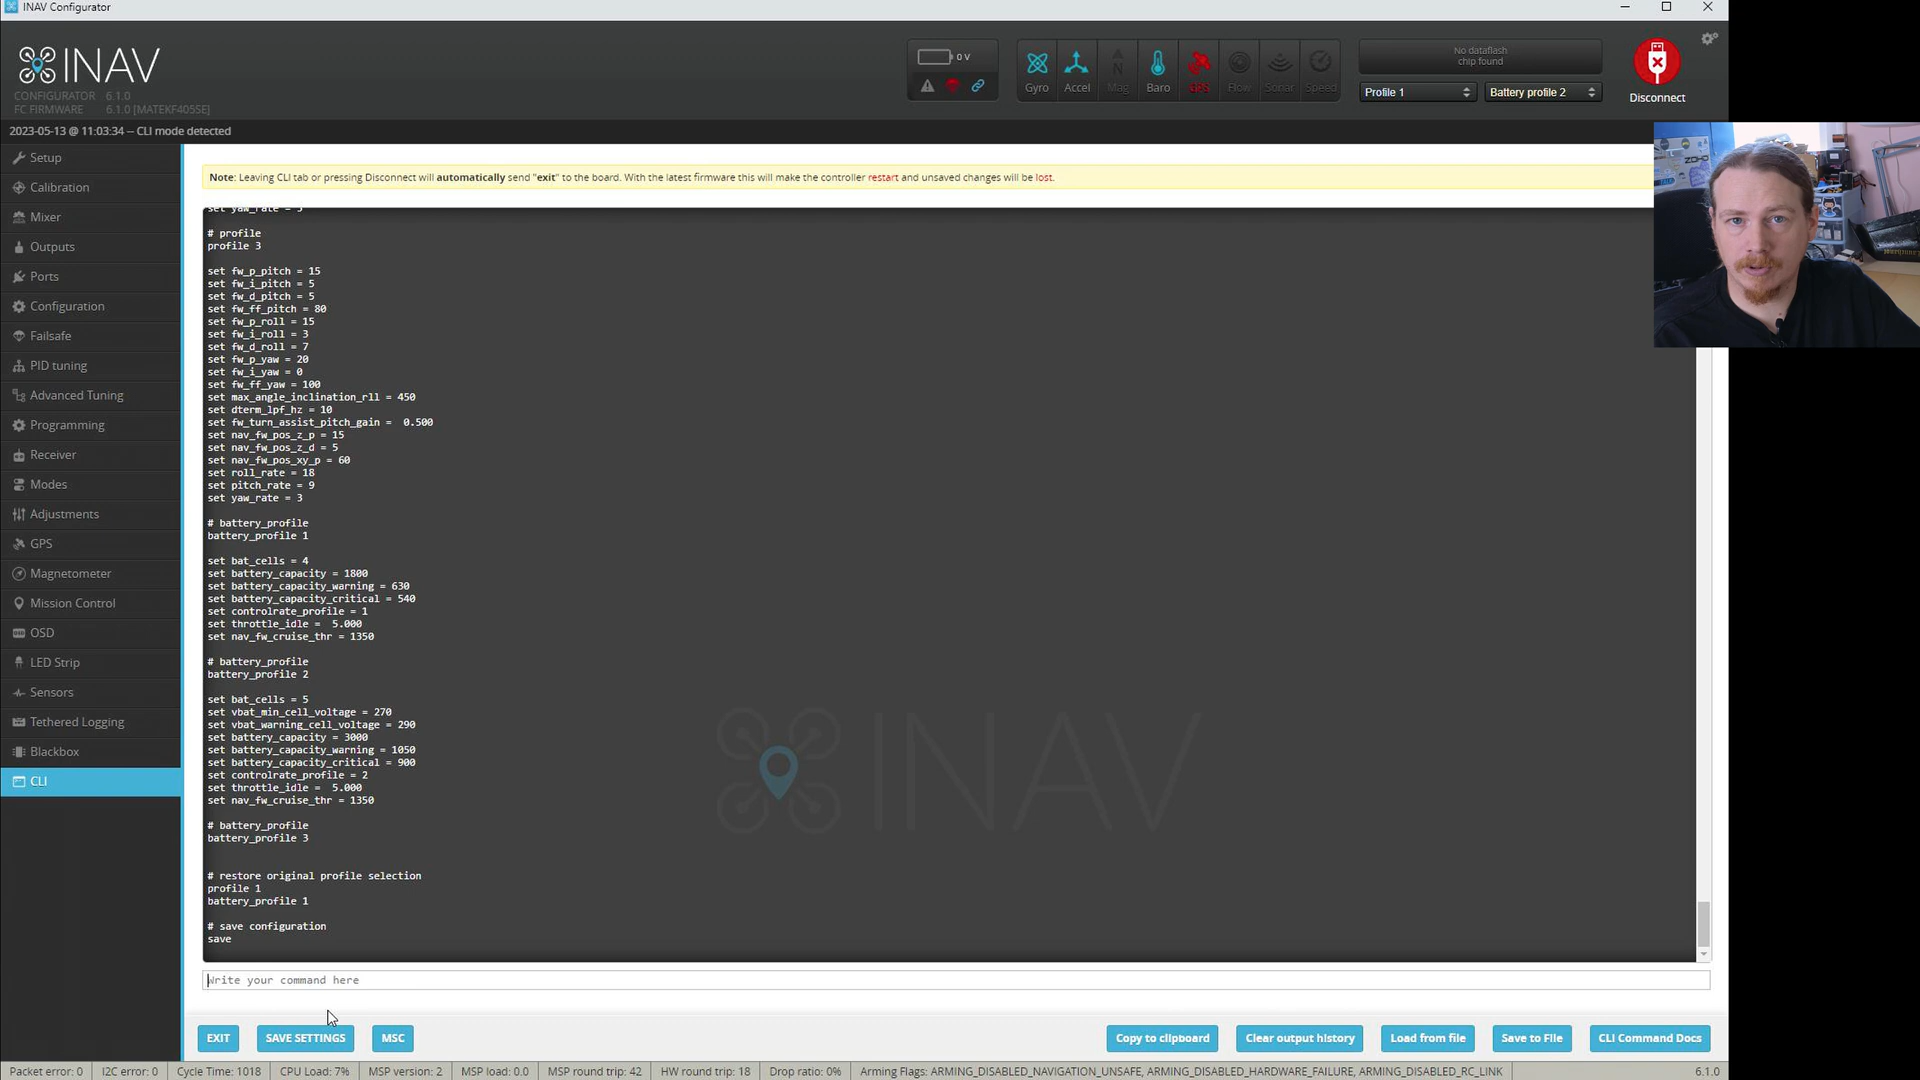 INAV Configurator
INAV
CONFIGURATOR 6.1.0
FC FIRMWARE 6.1.0 [MATEKF405SE]
0 V
Gyro
Accel
Mag
Baro
GPS
Flow
Sonar
Speed
No dataflash
chip found
Profile 1
Battery profile 2
Disconnect
2023-05-13 @ 11:03:34 -- CLI mode detected
Setup
Calibration
Mixer
Outputs
Ports
Configuration
Failsafe
PID tuning
Advanced Tuning
Programming
Receiver
Modes
Adjustments
GPS
Magnetometer
Mission Control
OSD
LED Strip
Sensors
Tethered Logging
Blackbox
CLI
Note: Leaving CLI tab or pressing Disconnect will automatically send "exit" to the board. With the latest firmware this will make the controller restart and unsaved changes will be lost.
set yaw_rate = 3
# profile
profile 3
set fw_p_pitch = 15
set fw_i_pitch = 5
set fw_d_pitch = 5
set fw_ff_pitch = 80
set fw_p_roll = 15
set fw_i_roll = 3
set fw_d_roll = 7
set fw_p_yaw = 20
set fw_i_yaw = 0
set fw_ff_yaw = 100
set max_angle_inclination_rll = 450
set dterm_lpf_hz = 10
set fw_turn_assist_pitch_gain =  0.500
set nav_fw_pos_z_p = 15
set nav_fw_pos_z_d = 5
set nav_fw_pos_xy_p = 60
set roll_rate = 18
set pitch_rate = 9
set yaw_rate = 3
# battery_profile
battery_profile 1
set bat_cells = 4
set battery_capacity = 1800
set battery_capacity_warning = 630
set battery_capacity_critical = 540
set controlrate_profile = 1
set throttle_idle =  5.000
set nav_fw_cruise_thr = 1350
# battery_profile
battery_profile 2
set bat_cells = 5
set vbat_min_cell_voltage = 270
set vbat_warning_cell_voltage = 290
set battery_capacity = 3000
set battery_capacity_warning = 1050
set battery_capacity_critical = 900
set controlrate_profile = 2
set throttle_idle =  5.000
set nav_fw_cruise_thr = 1350
# battery_profile
battery_profile 3
# restore original profile selection
profile 1
battery_profile 1
# save configuration
save
INAV
Write your command here
EXIT
SAVE SETTINGS
MSC
Copy to clipboard
Clear output history
Load from file
Save to File
CLI Command Docs
Packet error: 0
I2C error: 0
Cycle Time: 1018
CPU Load: 7%
MSP version: 2
MSP load: 0.0
MSP round trip: 42
HW round trip: 18
Drop ratio: 0%
Arming Flags: ARMING_DISABLED_NAVIGATION_UNSAFE, ARMING_DISABLED_HARDWARE_FAILURE, ARMING_DISABLED_RC_LINK
6.1.0